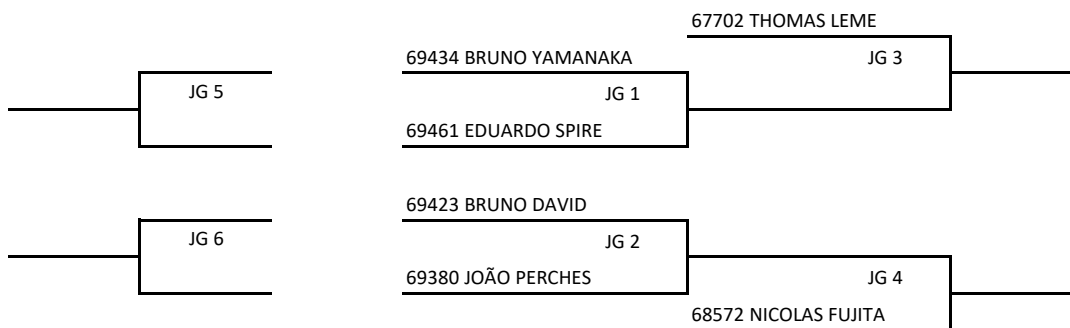 67702 THOMAS LEME
69434 BRUNO YAMANAKA
JG 3
JG 5
JG 1
69461 EDUARDO SPIRE
69423 BRUNO DAVID
JG 6
JG 2
69380 JOÃO PERCHES
JG 4
68572 NICOLAS FUJITA